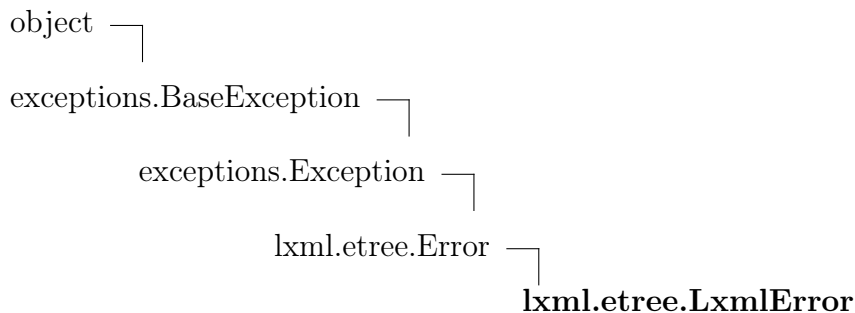 object
exceptions.BaseException
exceptions.Exception
lxml.etree.Error
lxml.etree.LxmlError